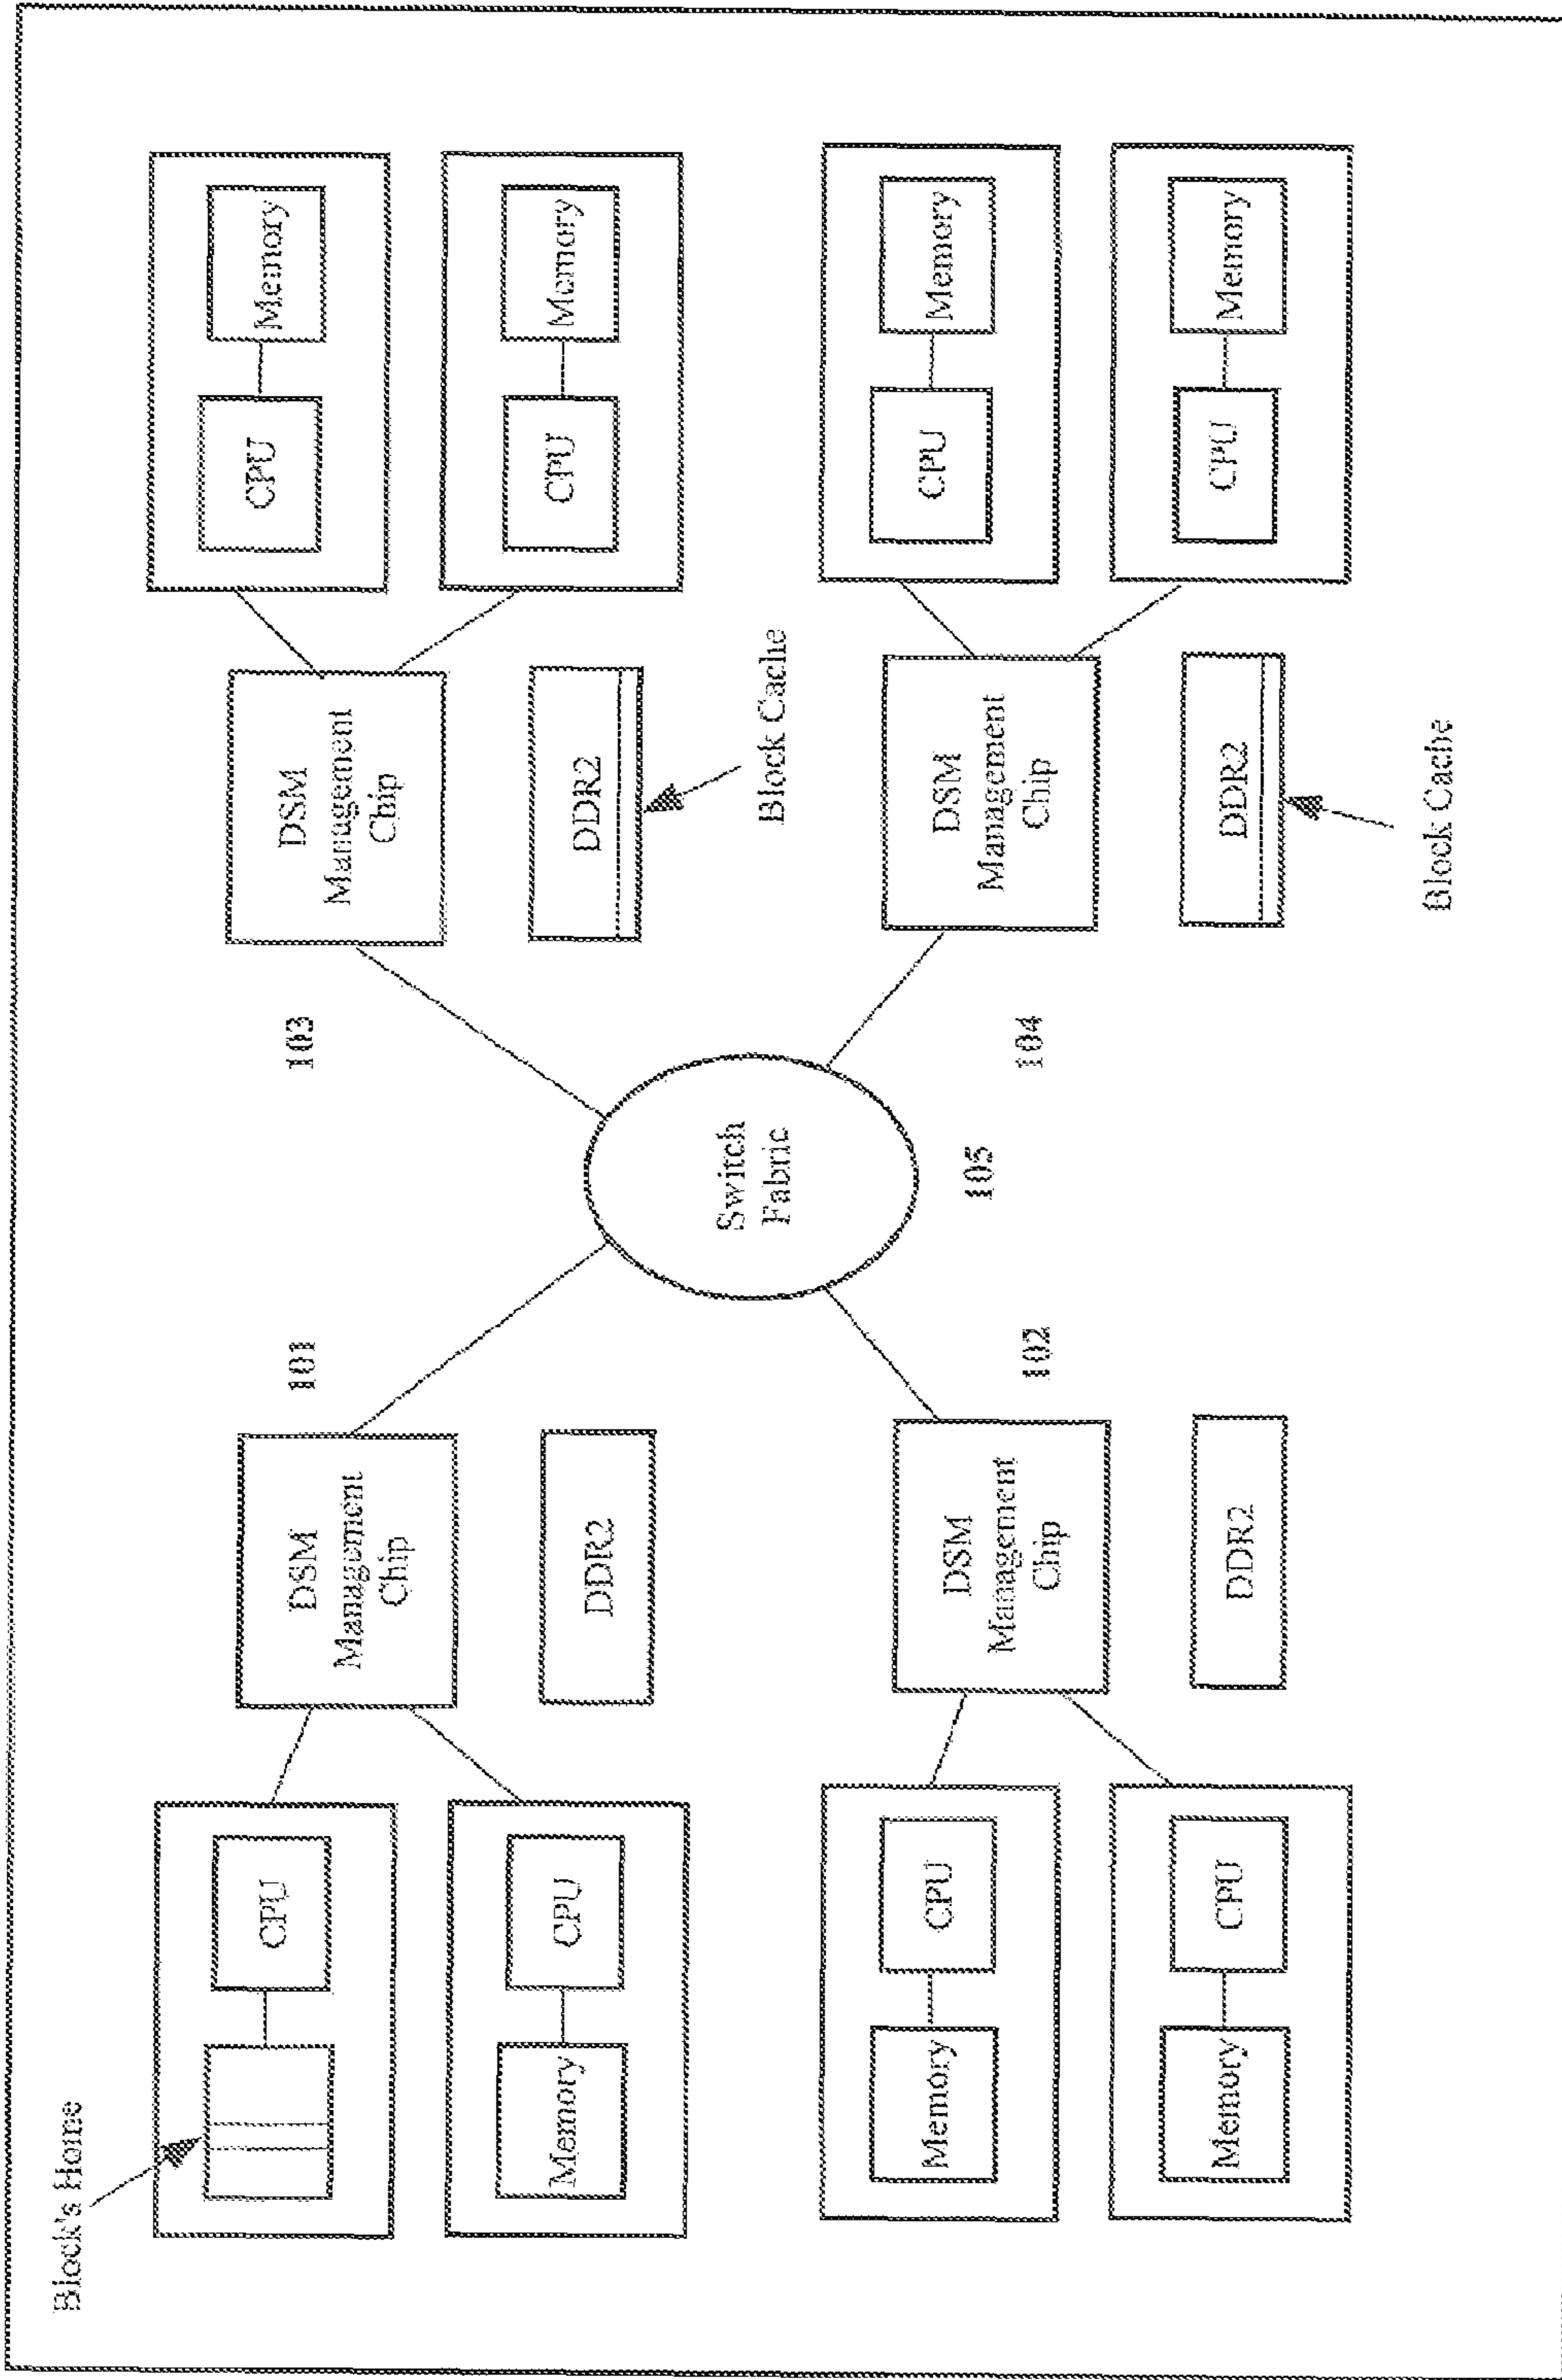 Block's Home
CPU
DSM
Management
Chip
101
103
DSM
Management
Chip
CPU
Memory
Memory
CPU
DDR2
DDR2
CPU
Memory
Block Cache
Switch
Fabric
105
Memory
CPU
DSM
Management
Chip
102
104
DSM
Management
Chip
CPU
Memory
Memory
CPU
DDR2
DDR2
CPU
Memory
Block Cache